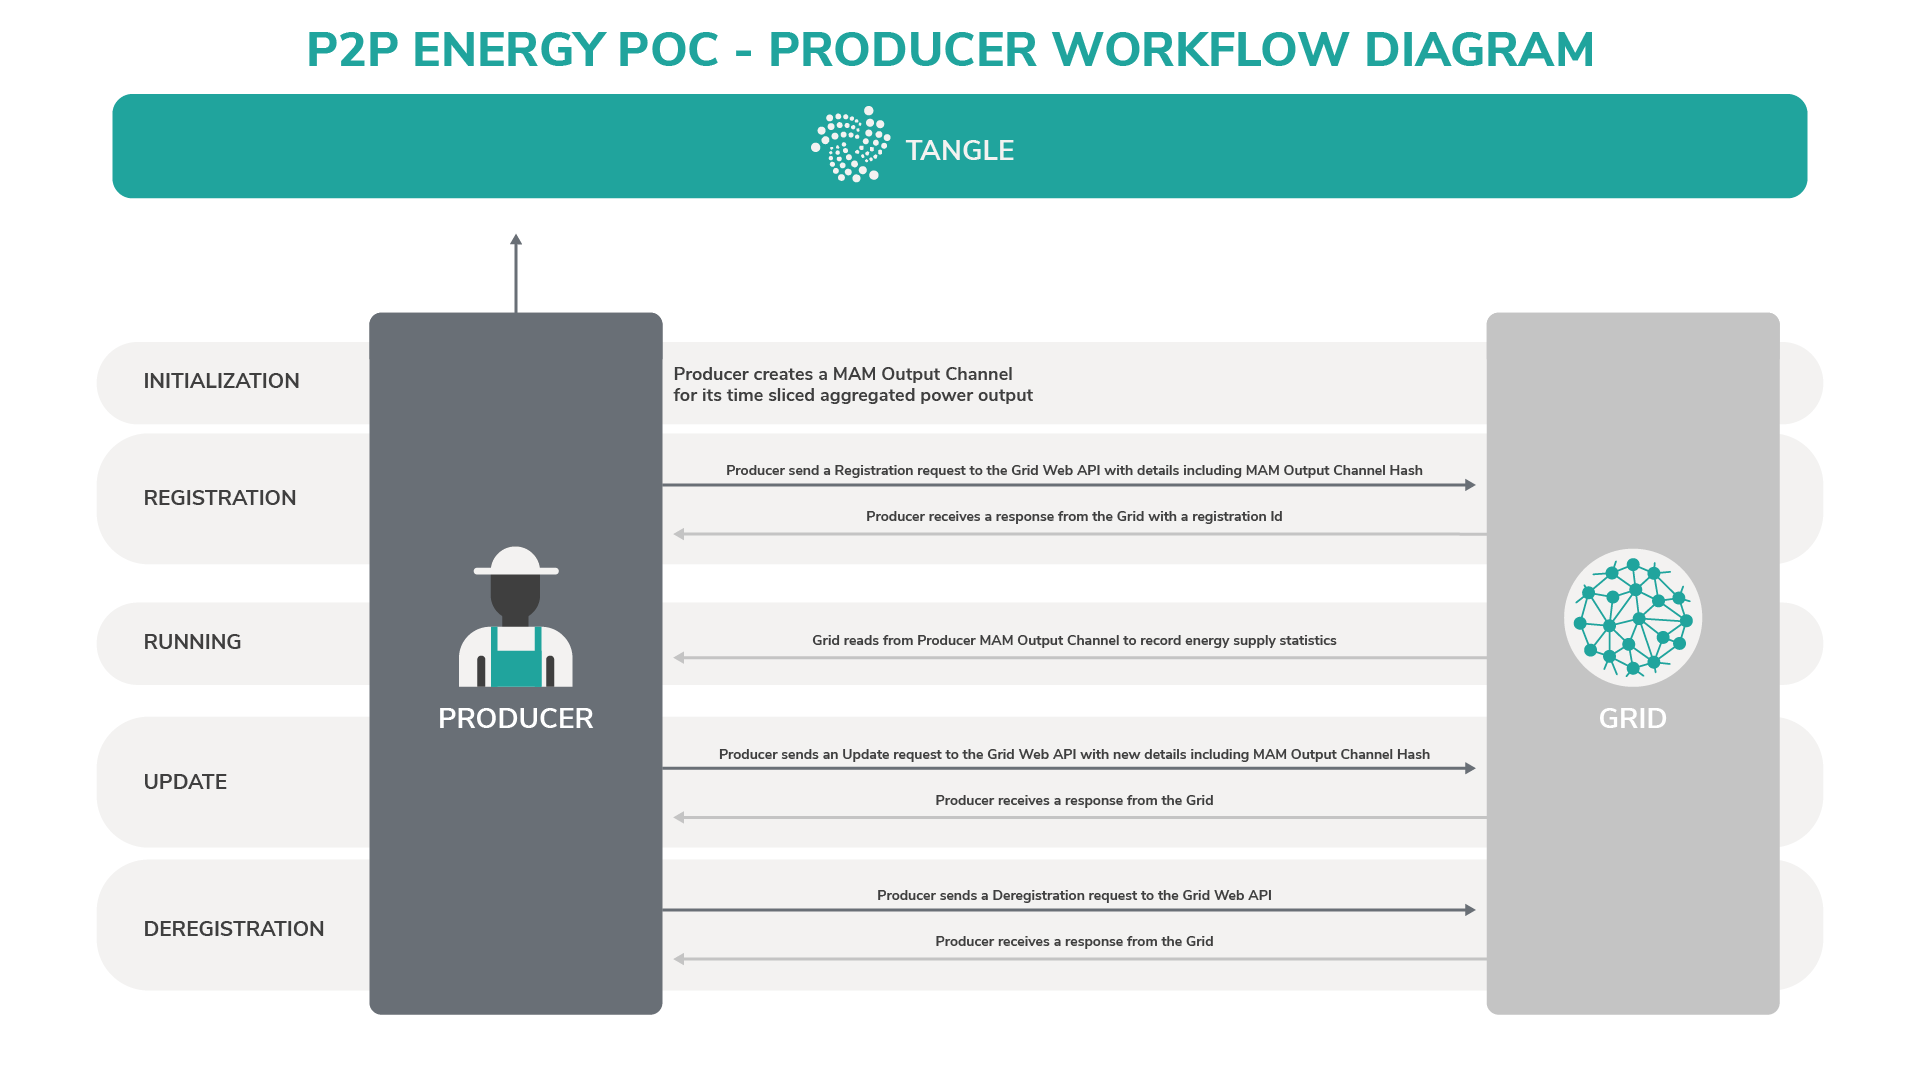 P2P ENERGY POC - PRODUCER WORKFLOW DIAGRAM
TANGLE
INITIALIZATION
Producer creates a MAM Output Channel
for its time sliced aggregated power output
REGISTRATION
Producer send a Registration request to the Grid Web API with details including MAM Output Channel Hash
Producer receives a response from the Grid with a registration Id
RUNNING
Grid reads from Producer MAM Output Channel to record energy supply statistics
PRODUCER
GRID
UPDATE
Producer sends an Update request to the Grid Web API with new details including MAM Output Channel Hash
Producer receives a response from the Grid
DEREGISTRATION
Producer sends a Deregistration request to the Grid Web API
Producer receives a response from the Grid